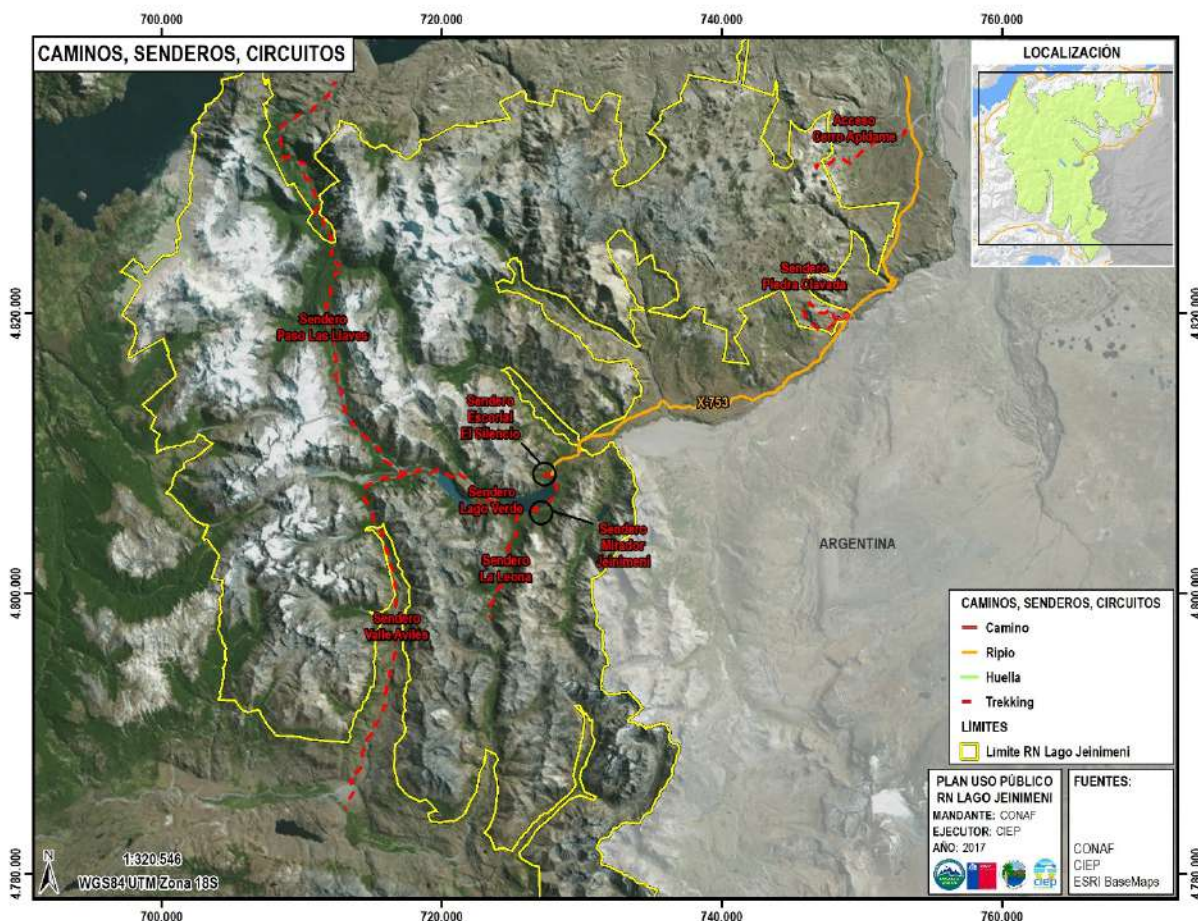 700.000
720.000
740.000
760.000
CAMINOS, SENDEROS, CIRCUITOS
LOCALIZACIÓN
Acceso
Cerro Apidame
Sendero
Piedra Clavada
4.820.000
4.820.000
Sendero
Paso Las Llaves
X-753
Sendero
Escorial
El Silencio
Sendero
Lago Verde
Sendero
Mirador
Jeinimeni
Sendero
La Leona
ARGENTINA
4.800.000
4.800.000
Sendero
Valle Aviles
CAMINOS, SENDEROS, CIRCUITOS
Camino
Ripio
Huella
Trekking
LÍMITES
Límite RN Lago Jeinimeni
PLAN USO PÚBLICO
RN LAGO JEINIMENI
MANDANTE: CONAF
EJECUTOR: CIEP
AÑO: 2017
ciep
FUENTES:
CONAF
CIEP
ESRI BaseMaps
N
1:320.546
WGS84 UTM Zona 18S
4.780.000
4.780.000
700.000
720.000
740.000
760.000